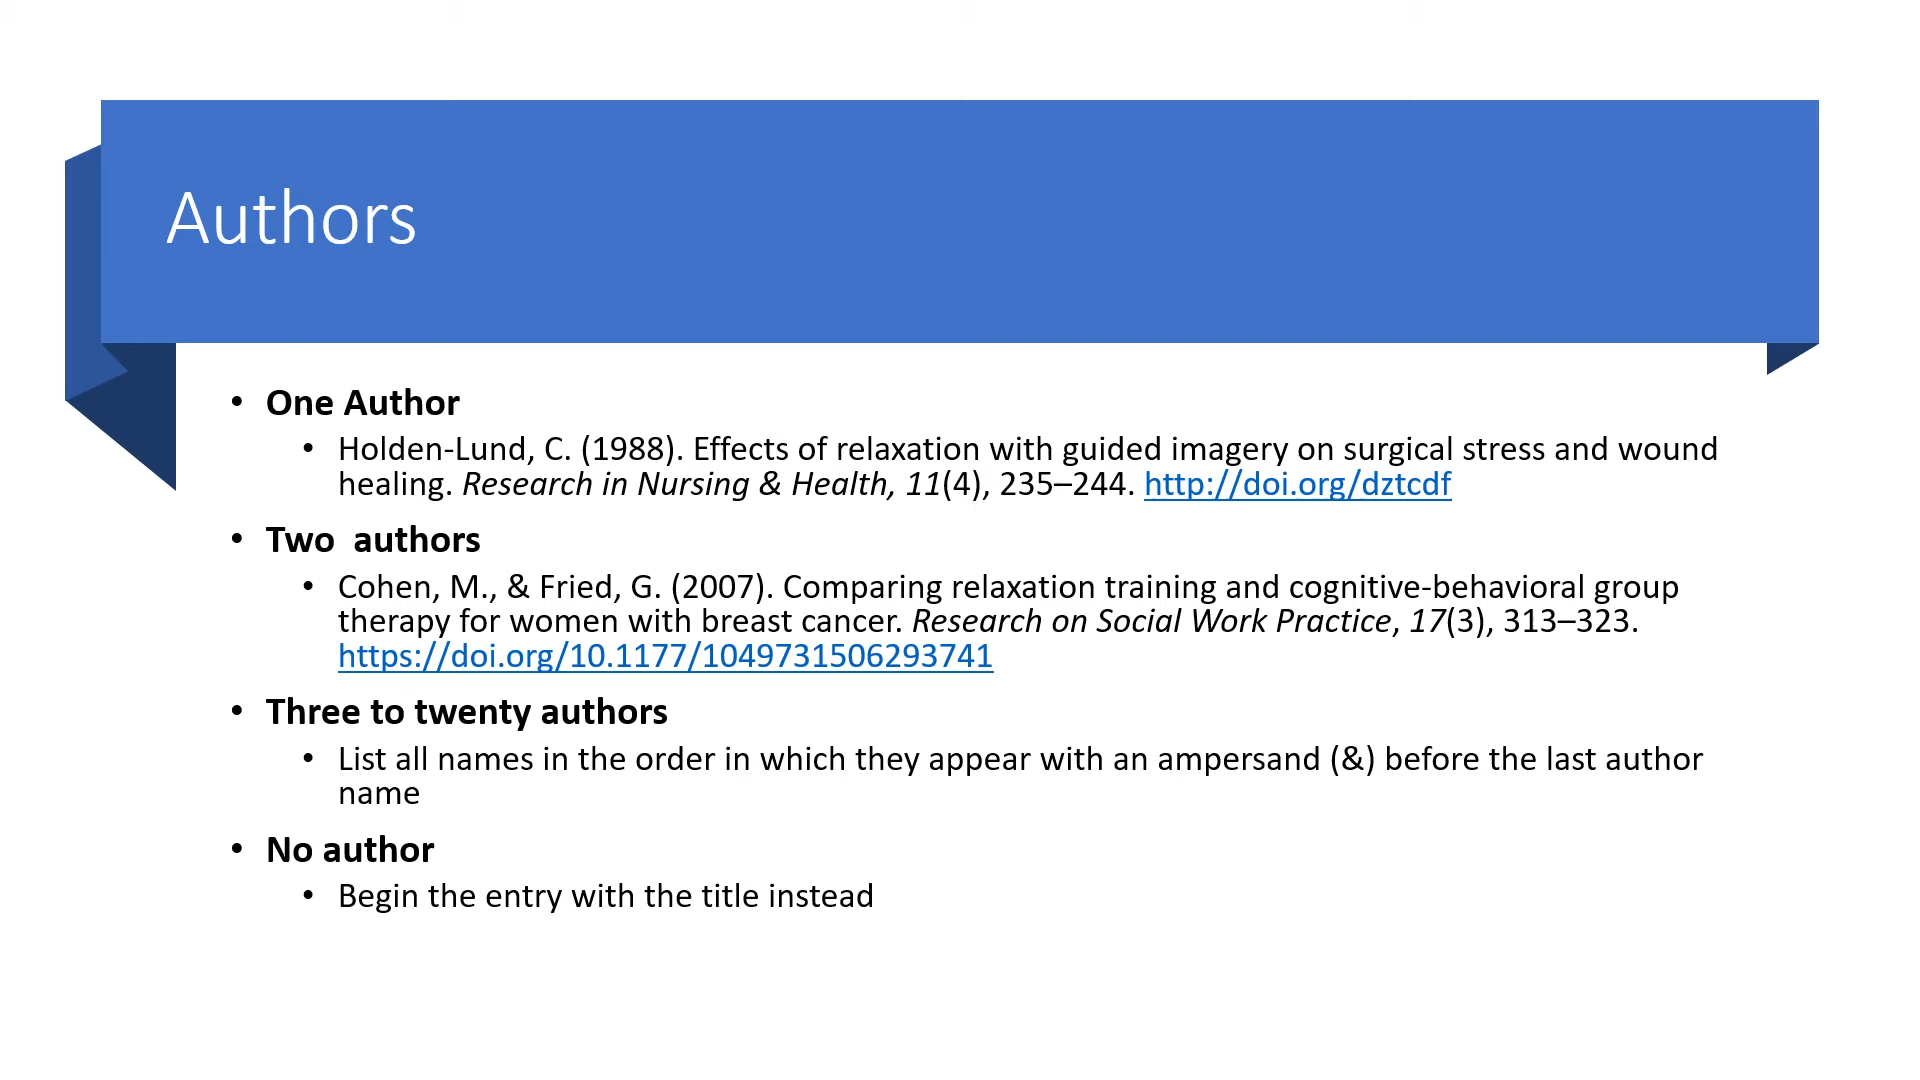 Authors
• One Author
• Holden-Lund, C. (1988). Effects of relaxation with guided imagery on surgical stress and wound
healing. Research in Nursing & Health, 11(4), 235–244. http://doi.org/dztcdf
• Two  authors
• Cohen, M., & Fried, G. (2007). Comparing relaxation training and cognitive-behavioral group
therapy for women with breast cancer. Research on Social Work Practice, 17(3), 313–323.
https://doi.org/10.1177/1049731506293741
• Three to twenty authors
• List all names in the order in which they appear with an ampersand (&) before the last author
name
• No author
• Begin the entry with the title instead